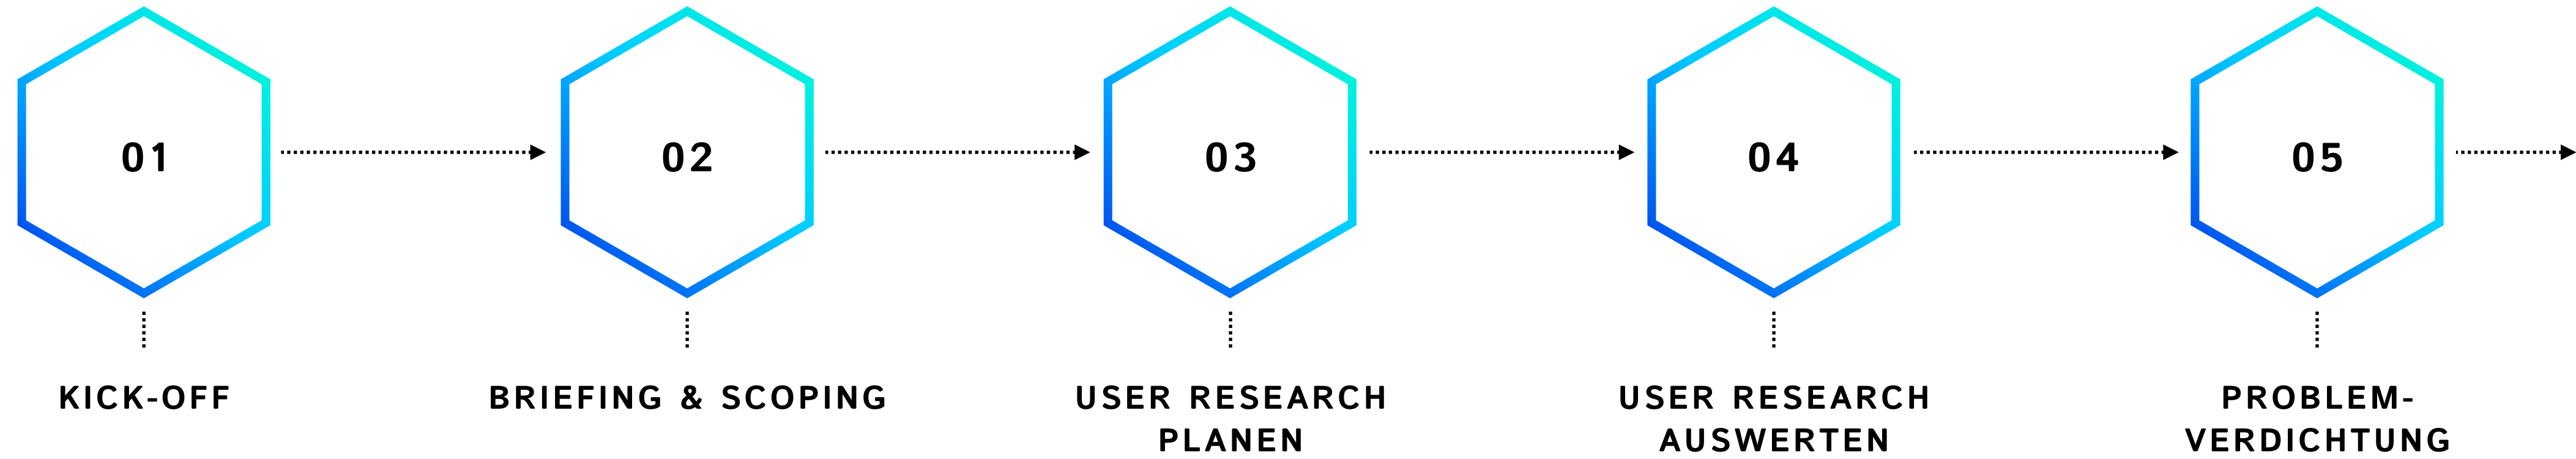 01
02
03
04
05
KICK-OFF
BRIEFING & SCOPING
USER RESEARCH
PLANEN
USER RESEARCH
AUSWERTEN
PROBLEM-
VERDICHTUNG